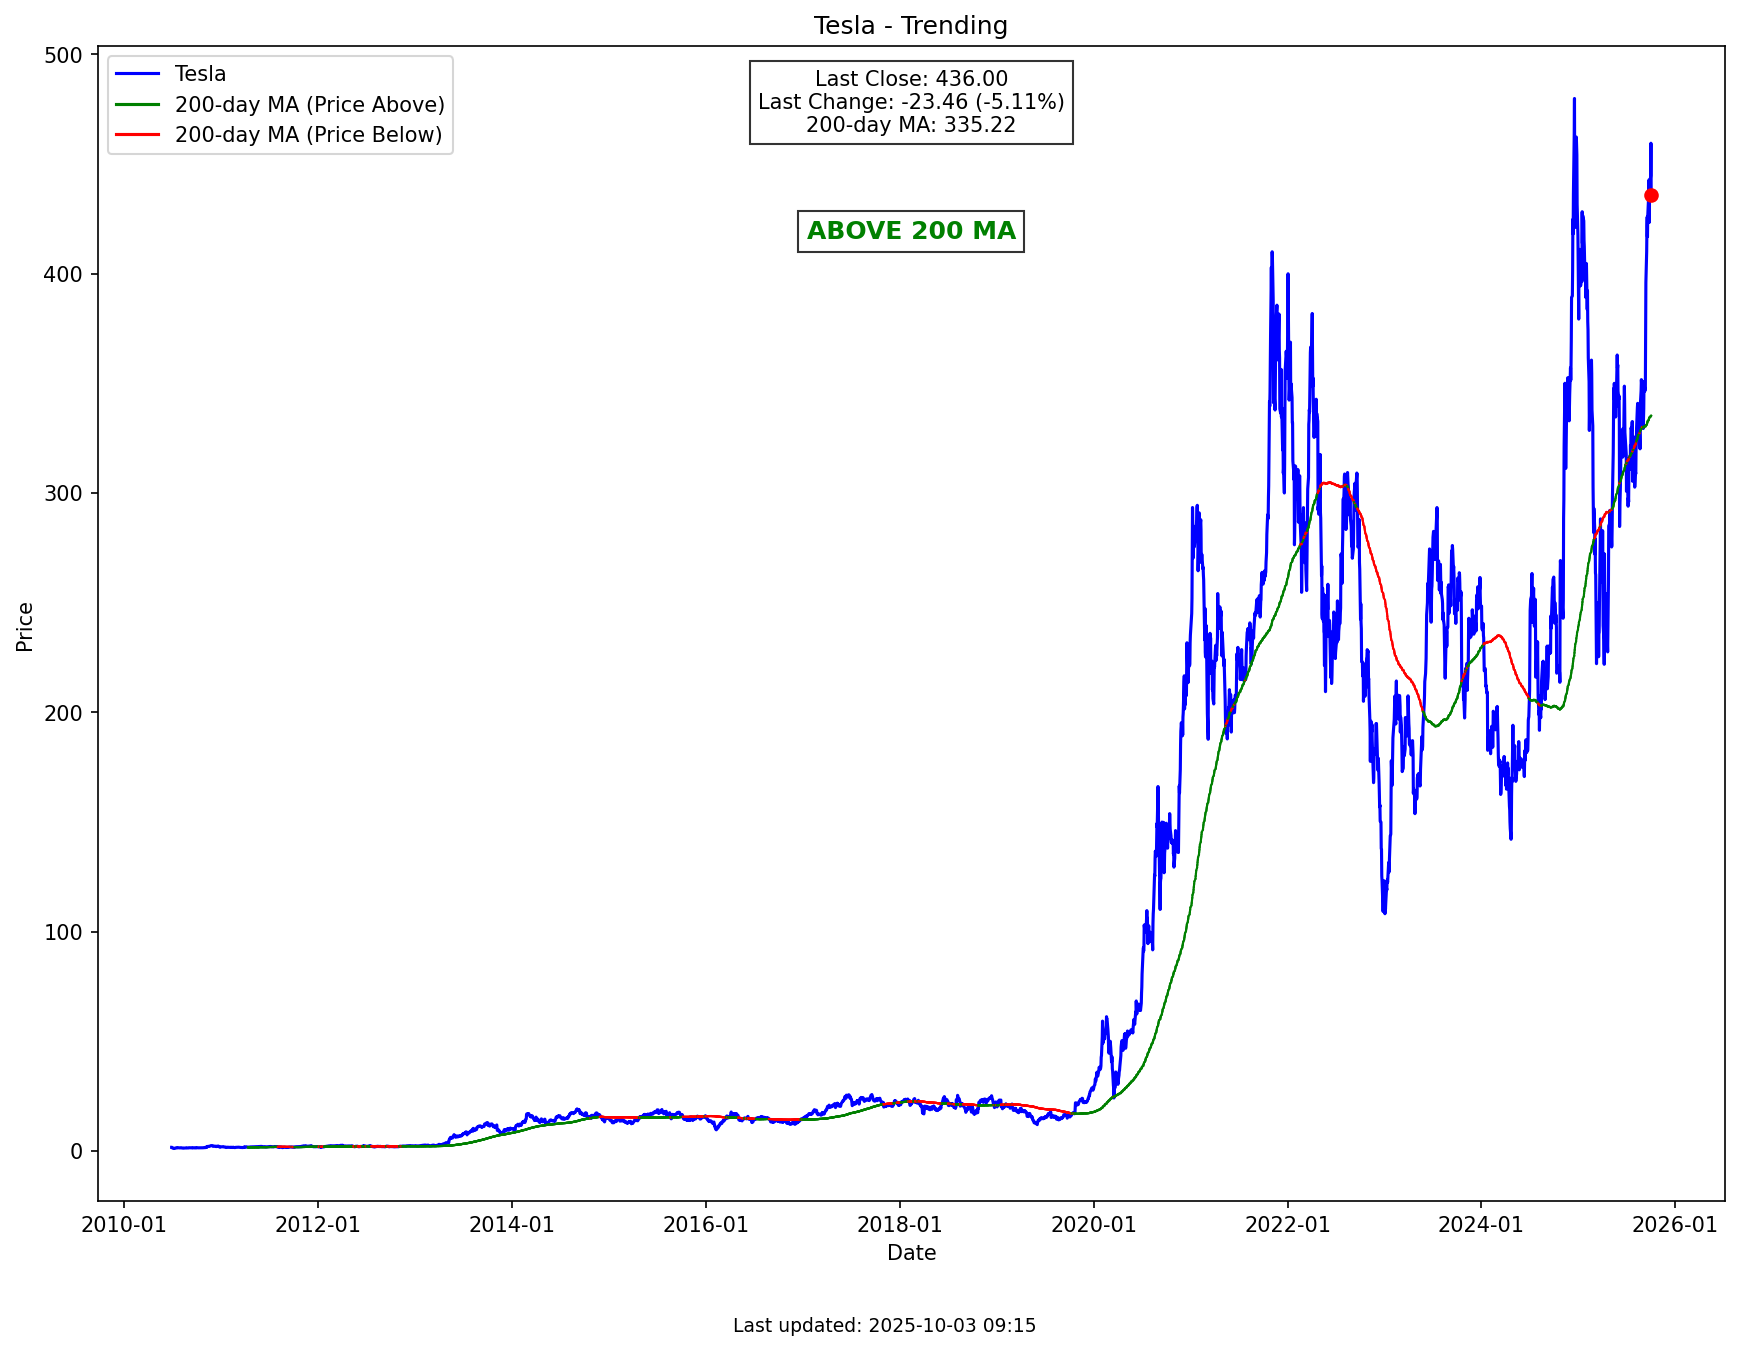 Tesla - Trending
Tesla
200-day MA (Price Above)
200-day MA (Price Below)
Last Close: 436.00
Last Change: -23.46 (-5.11%)
200-day MA: 335.22
ABOVE 200 MA
500
400
300
200
100
0
Price
2010-01
2012-01
2014-01
2016-01
2018-01
2020-01
2022-01
2024-01
2026-01
Date
Last updated: 2025-10-03 09:15